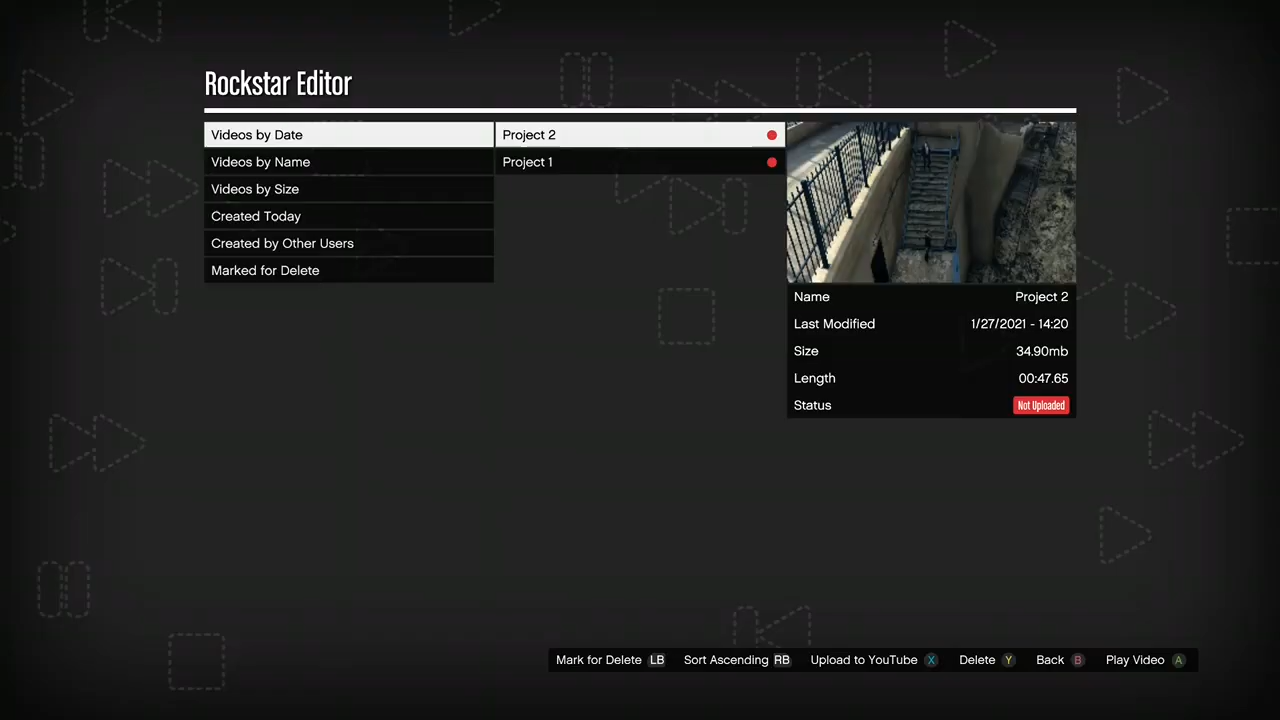 Rockstar Editor
Videos by Date
Videos by Name
Videos by Size
Created Today
Created by Other Users
Marked for Delete
Project 2
Project 1
Name Project 2
Last Modified 1/27/2021 - 14:20
Size 34.90mb
Length 00:47.65
Status Not Uploaded
Mark for Delete LB Sort Ascending RB Upload to YouTube X Delete Y Back B Play Video A